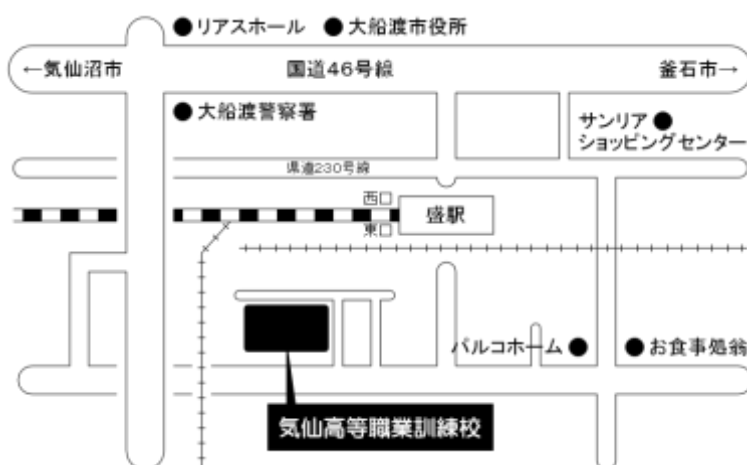 ●リアスホール ●大船渡市役所
←気仙沼市 国道46号線 釜石市→
●大船渡警察署
サンリア●
ショッピングセンター
県道230号線
西口
盛駅
東口
パルコホーム● ●お食事処翁
気仙高等職業訓練校